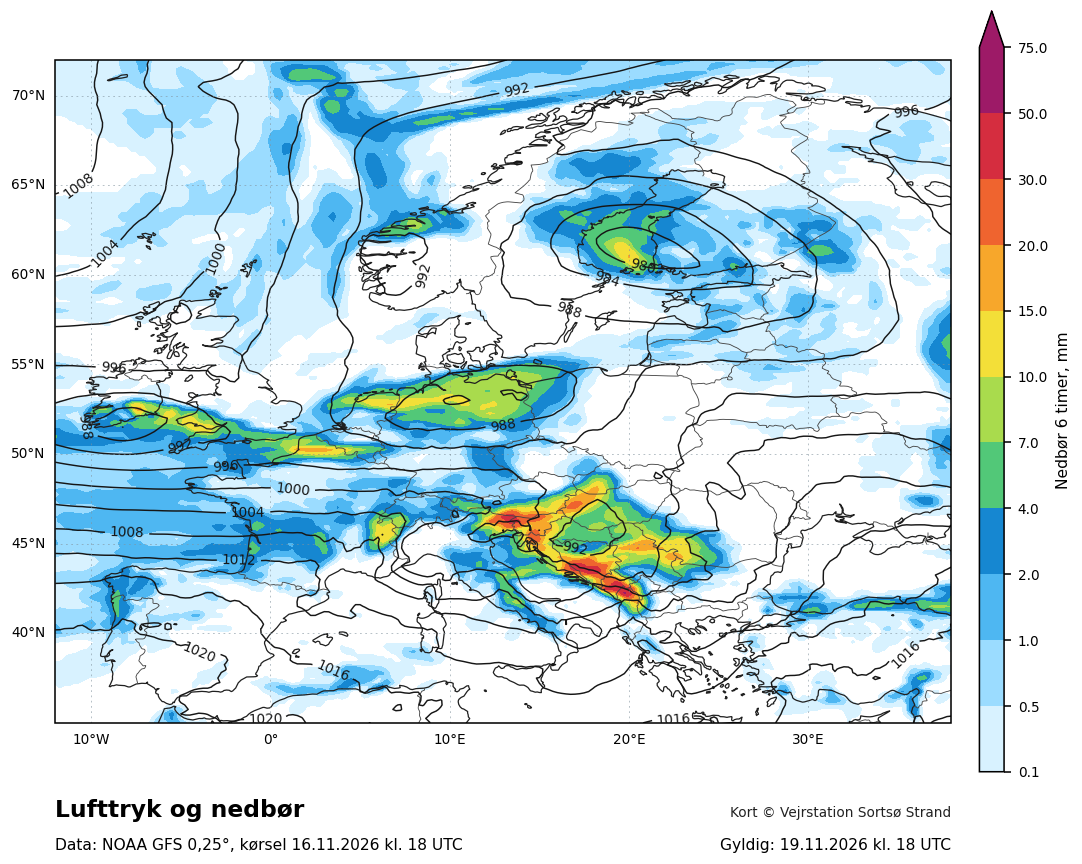 75.0
50.0
30.0
20.0
15.0
10.0
7.0
4.0
2.0
1.0
0.5
0.1
Nedbør 6 timer, mm
70°N
65°N
60°N
55°N
50°N
45°N
40°N
10°W
0°
10°E
20°E
30°E
992
996
1008
1004
1000
992
980
984
988
996
988
992
988
996
1000
1004
1008
992
1012
1020
1016
1016
1020
1016
Lufttryk og nedbør
Kort © Vejrstation Sortsø Strand
Data: NOAA GFS 0,25°, kørsel 16.11.2026 kl. 18 UTC
Gyldig: 19.11.2026 kl. 18 UTC